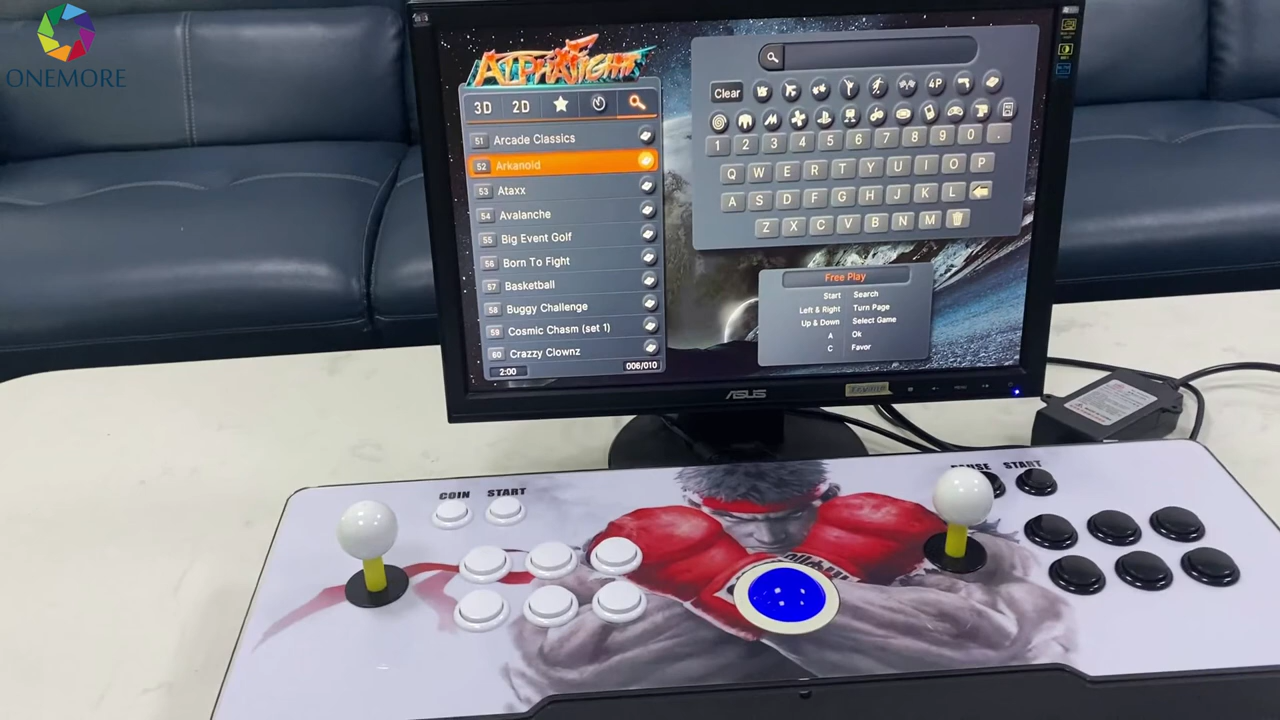 ONEMORE
ALPHAFIGHT
3D 2D
51 Arcade Classics
52 Arkanoid
53 Ataxx
54 Avalanche
55 Big Event Golf
56 Born To Fight
57 Basketball
58 Buggy Challenge
59 Cosmic Chasm (set 1)
60 Crazzy Clownz
2:00 006/010
Clear 4P
1 2 3 4 5 6 7 8 9 0 .
Q W E R T Y U I O P
A S D F G H J K L
Z X C V B N M
Free Play
Start Search
Left & Right Turn Page
Up & Down Select Game
A Ok
C Favor
ASUS
MENU
COIN START
PAUSE START